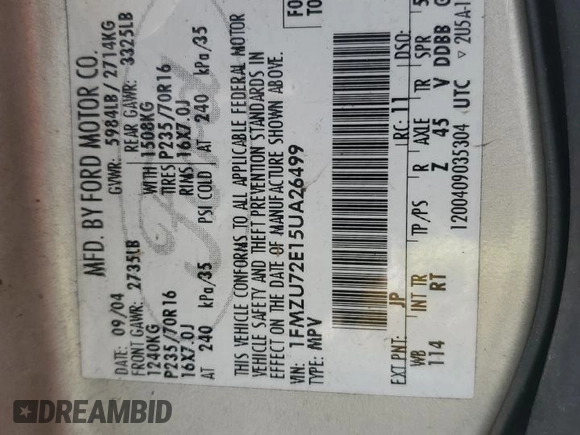 MFD. BY FORD MOTOR CO.
DATE: 09/04 GVWR: 5984LB/2714KG
FRONT GAWR: 2735LB REAR GAWR: 3325LB
1240KG WITH 1508KG
P235/70R16 TIRES P235/70R16
16X7.0J RIMS 16X7.0J
AT 240 kPa/35 PSI COLD AT 240 kPa/35
THIS VEHICLE CONFORMS TO ALL APPLICABLE FEDERAL MOTOR
VEHICLE SAFETY AND THEFT PREVENTION STANDARDS IN
EFFECT ON THE DATE OF MANUFACTURE SHOWN ABOVE.
VIN: 1FMZU72E15UA26499
TYPE: MPV
FO
TO
EXT PNT: JP RC: 11 DSO:
WB INT TR TP/PS R AXLE TR SPR
114 RT Z 45 V DDBB
1200409035304 UTC ▽ 2USA-
Ford
DREAMBID